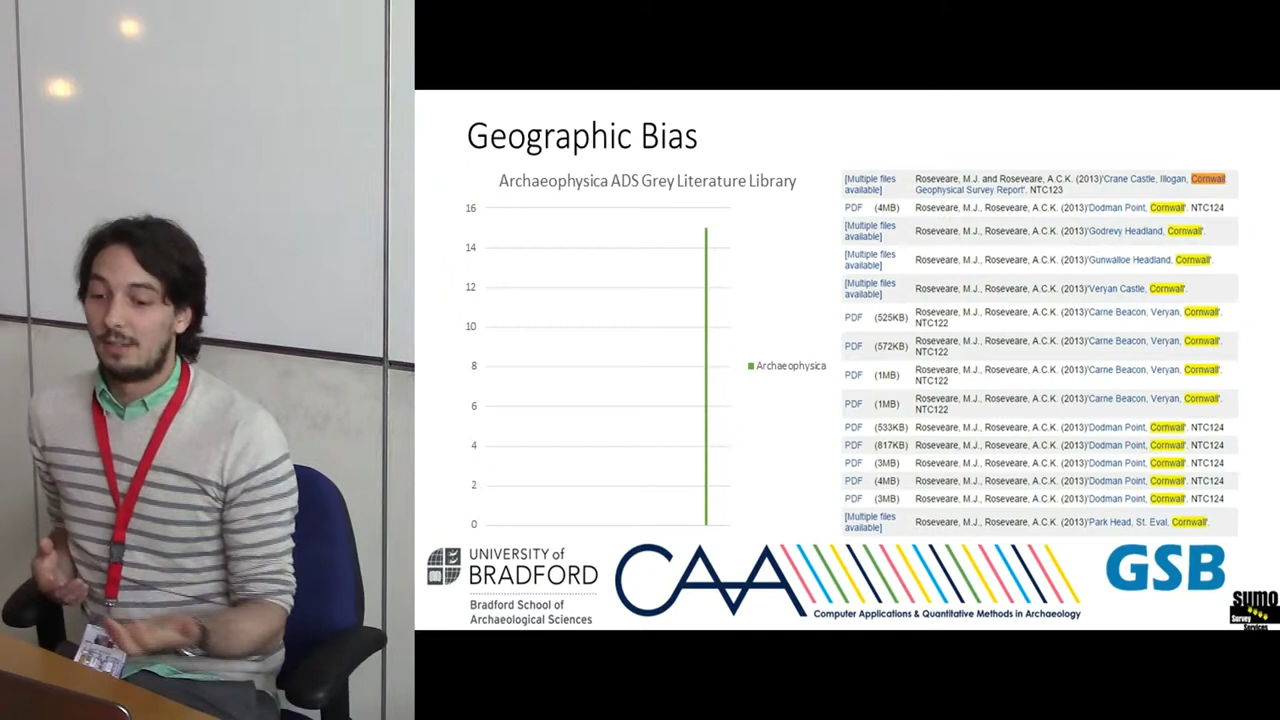 Geographic Bias
Archaeophysica ADS Grey Literature Library
16
14
12
10
8
6
4
2
0
Archaeophysica
[Multiple files
available]
Roseveare, M.J. and Roseveare, A.C.K. (2013)'Crane Castle, Illogan, Cornwall
Geophysical Survey Report'. NTC123
PDF (4MB) Roseveare, M.J., Roseveare, A.C.K. (2013)'Dodman Point, Cornwall'. NTC124
[Multiple files
available]
Roseveare, M.J., Roseveare, A.C.K. (2013)'Godrevy Headland, Cornwall'.
[Multiple files
available]
Roseveare, M.J., Roseveare, A.C.K. (2013)'Gunwalloe Headland, Cornwall'.
[Multiple files
available]
Roseveare, M.J., Roseveare, A.C.K. (2013)'Veryan Castle, Cornwall'.
PDF (525KB) Roseveare, M.J., Roseveare, A.C.K. (2013)'Carne Beacon, Veryan, Cornwall'.
NTC122
PDF (572KB) Roseveare, M.J., Roseveare, A.C.K. (2013)'Carne Beacon, Veryan, Cornwall'.
NTC122
PDF (1MB) Roseveare, M.J., Roseveare, A.C.K. (2013)'Carne Beacon, Veryan, Cornwall'.
NTC122
PDF (1MB) Roseveare, M.J., Roseveare, A.C.K. (2013)'Carne Beacon, Veryan, Cornwall'.
NTC122
PDF (533KB) Roseveare, M.J., Roseveare, A.C.K. (2013)'Dodman Point, Cornwall'. NTC124
PDF (817KB) Roseveare, M.J., Roseveare, A.C.K. (2013)'Dodman Point, Cornwall'. NTC124
PDF (3MB) Roseveare, M.J., Roseveare, A.C.K. (2013)'Dodman Point, Cornwall'. NTC124
PDF (4MB) Roseveare, M.J., Roseveare, A.C.K. (2013)'Dodman Point, Cornwall'. NTC124
PDF (3MB) Roseveare, M.J., Roseveare, A.C.K. (2013)'Dodman Point, Cornwall'. NTC124
[Multiple files
available]
Roseveare, M.J., Roseveare, A.C.K. (2013)'Park Head, St. Eval, Cornwall'.
UNIVERSITY of
BRADFORD
Bradford School of
Archaeological Sciences
CAA
Computer Applications & Quantitative Methods in Archaeology
GSB
sumo
Survey
Services